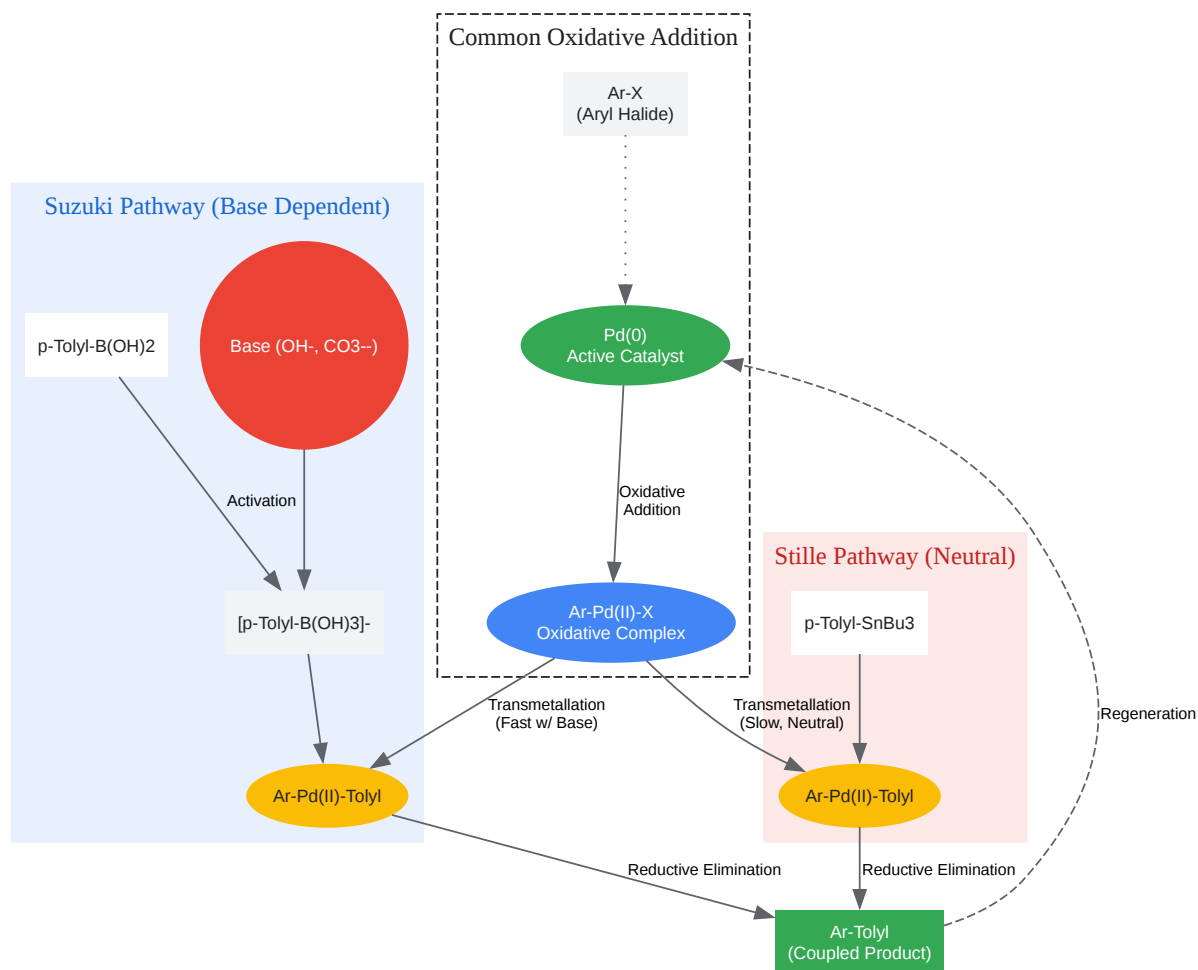 Common Oxidative Addition
Ar-X
(Aryl Halide)
Suzuki Pathway (Base Dependent)
p-Tolyl-B(OH)2
Base (OH-, CO3--)
Pd(0)
Active Catalyst
Activation
Oxidative
Addition
Stille Pathway (Neutral)
[p-Tolyl-B(OH)3]-
Ar-Pd(II)-X
Oxidative Complex
p-Tolyl-SnBu3
Transmetallation
(Fast w/ Base)
Transmetallation
(Slow, Neutral)
Regeneration
Ar-Pd(II)-Tolyl
Ar-Pd(II)-Tolyl
Reductive Elimination
Reductive Elimination
Ar-Tolyl
(Coupled Product)